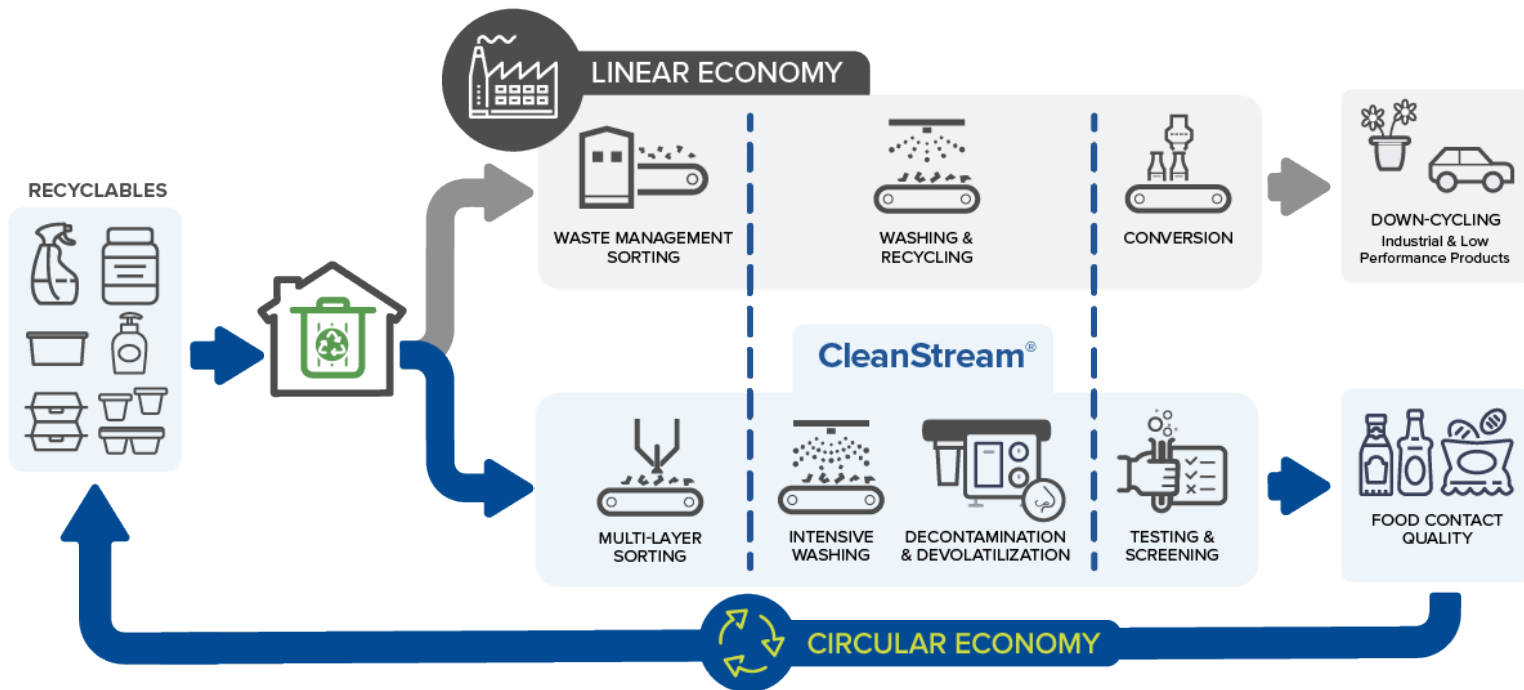 LINEAR ECONOMY
RECYCLABLES
WASTE MANAGEMENT
SORTING
WASHING &
RECYCLING
CONVERSION
DOWN-CYCLING
Industrial & Low
Performance Products
CleanStream®
MULTI-LAYER
SORTING
INTENSIVE
WASHING
DECONTAMINATION
& DEVOLATILIZATION
TESTING &
SCREENING
FOOD CONTACT
QUALITY
CIRCULAR ECONOMY